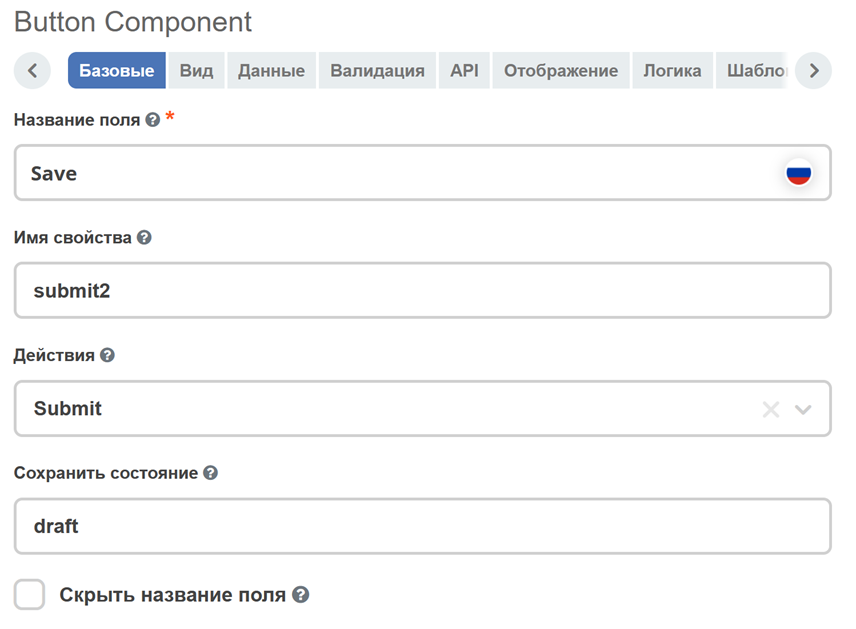 Button Component
Базовые Вид Данные Валидация API Отображение Логика Шабло
Название поля ? *
Save
Имя свойства ?
submit2
Действия ?
Submit
Сохранить состояние ?
draft
Скрыть название поля ?